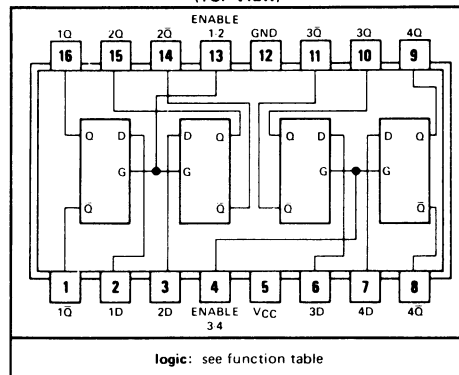 (TOP VIEW)
ENABLE
1Q 2Q 2Q̅ 1·2 GND 3Q̅ 3Q 4Q
16 15 14 13 12 11 10 9
Q D D Q Q D D Q
G G G G
Q̅ Q̅ Q̅ Q̅
1 2 3 4 5 6 7 8
1Q̅ 1D 2D ENABLE VCC 3D 4D 4Q̅
3·4
logic: see function table